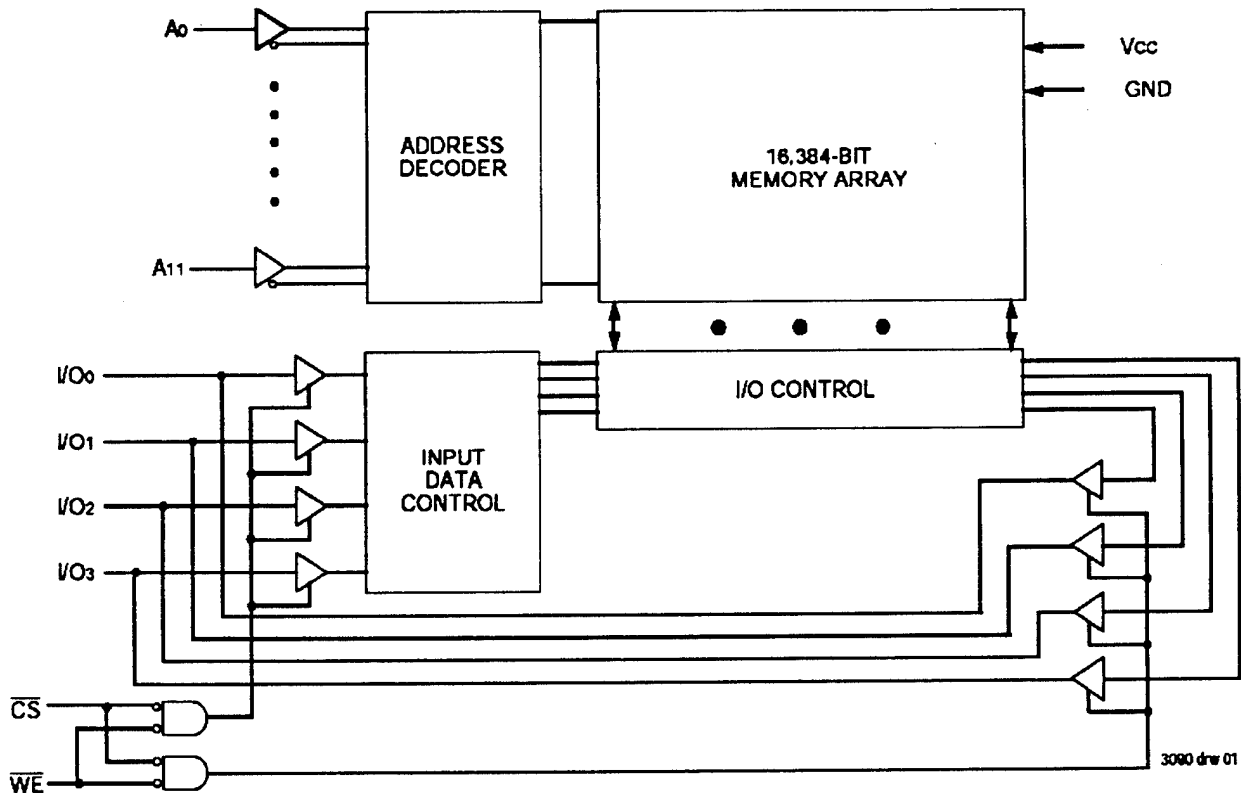 A0
Vcc
GND
ADDRESS
DECODER
16,384-BIT
MEMORY ARRAY
A11
I/O0
I/O CONTROL
I/O1
INPUT
DATA
CONTROL
I/O2
I/O3
CS
WE
3090 drw 01